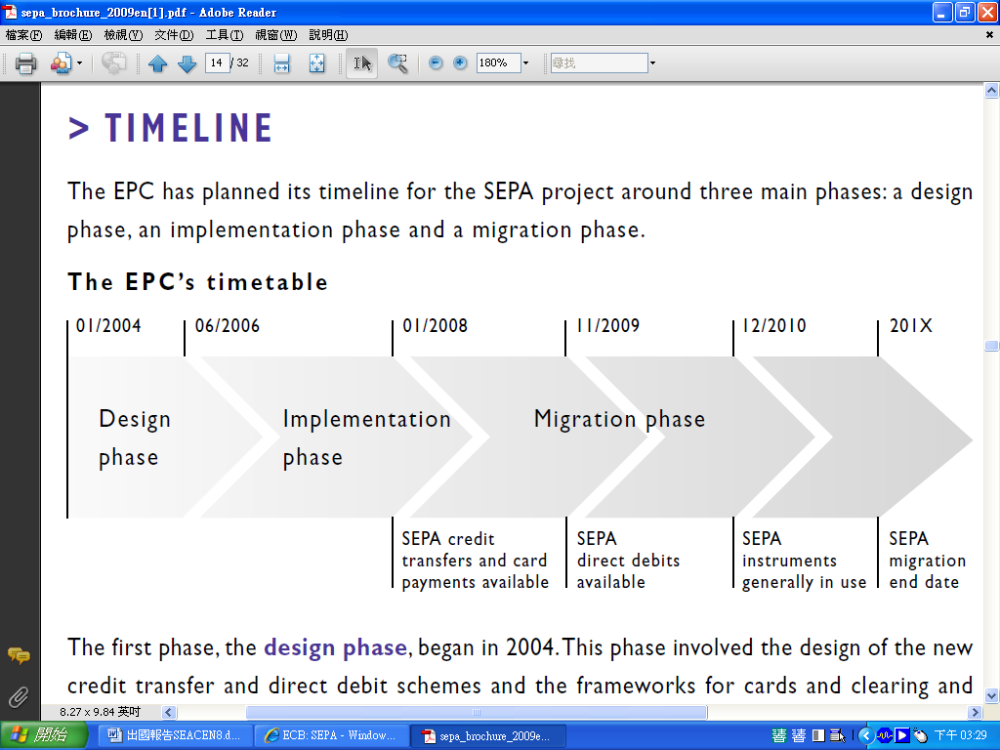 sepa_brochure_2009en[1].pdf - Adobe Reader
檔案(F) 編輯(E) 檢視(V) 文件(D) 工具(T) 視窗(W) 說明(H)
14 / 32 180% 尋找
> TIMELINE
The EPC has planned its timeline for the SEPA project around three main phases: a design
phase, an implementation phase and a migration phase.
The EPC’s timetable
01/2004 06/2006 01/2008 11/2009 12/2010 201X
Design
phase
Implementation
phase
Migration phase
SEPA credit
transfers and card
payments available
SEPA
direct debits
available
SEPA
instruments
generally in use
SEPA
migration
end date
The first phase, the design phase, began in 2004. This phase involved the design of the new
credit transfer and direct debit schemes and the frameworks for cards and clearing and
8.27 x 9.84 英吋
開始 出國報告SEACEN8.d... ECB: SEPA - Window... sepa_brochure_2009e... 下午 03:29